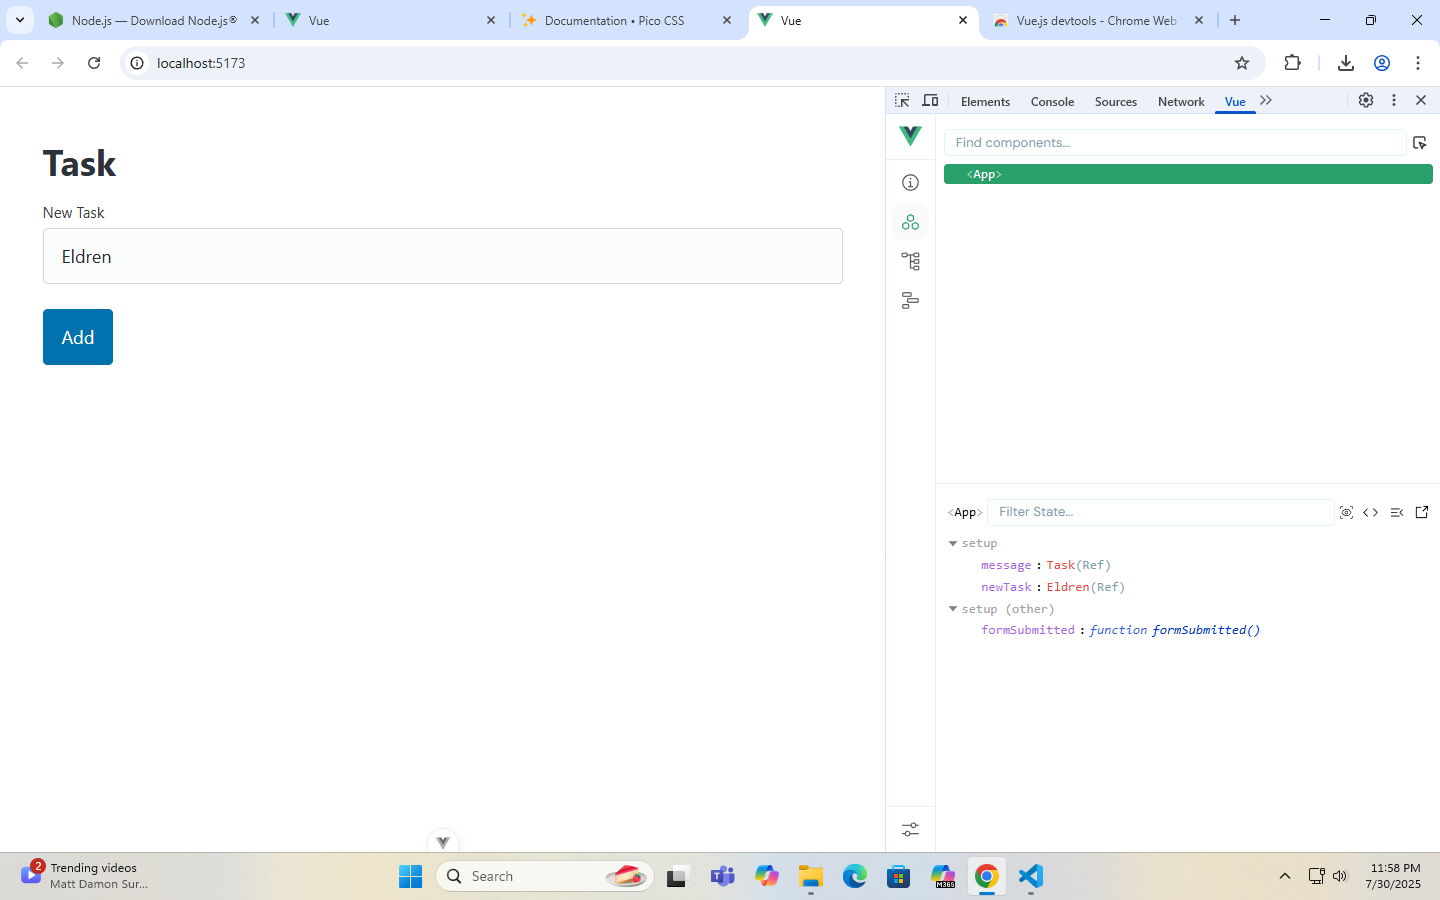 Node.js — Download Node.js®
Vue
Documentation • Pico CSS
Vue
Vue.js devtools - Chrome Web
localhost:5173
Elements
Console
Sources
Network
Vue
Find components...
<App>
Task
New Task
Eldren
Add
<App>
Filter State...
setup
message : Task(Ref)
newTask : Eldren(Ref)
setup (other)
formSubmitted : function formSubmitted()
2
Trending videos
Matt Damon Sur...
Search
M365
11:58 PM
7/30/2025